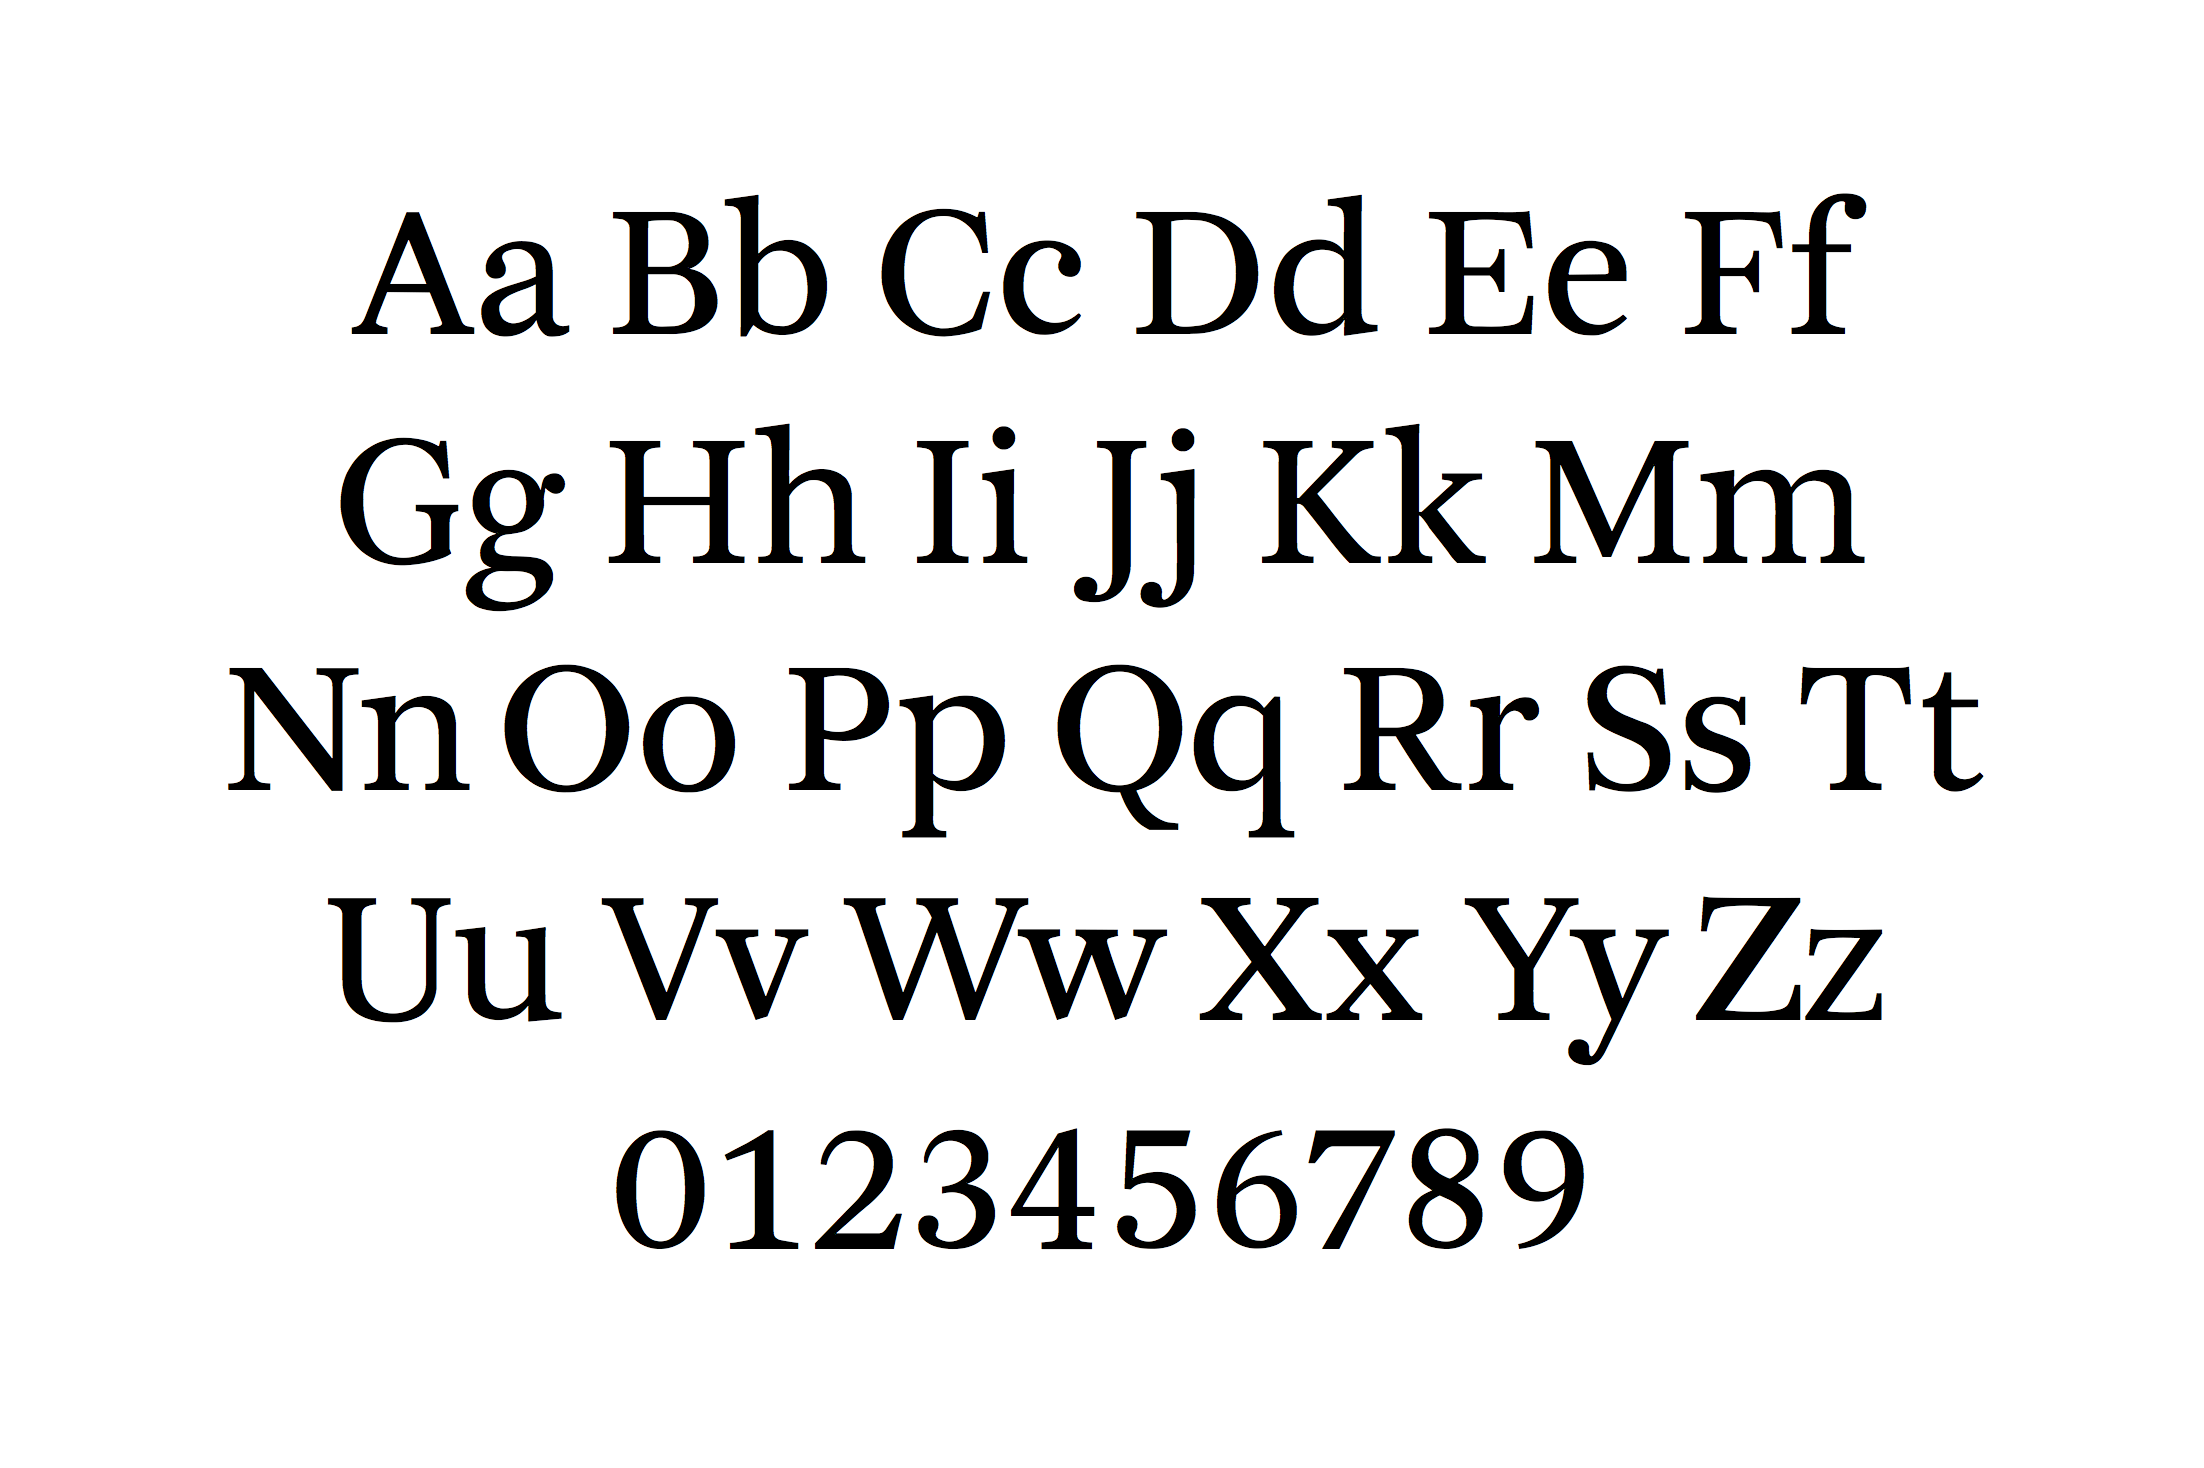 Aa Bb Cc Dd Ee Ff
Gg Hh Ii Jj Kk Mm
Nn Oo Pp Qq Rr Ss Tt
Uu Vv Ww Xx Yy Zz
0123456789